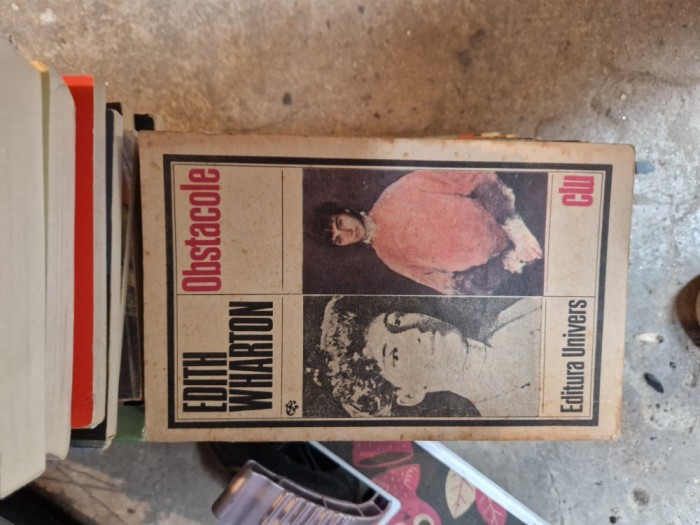 EDITH
WHARTON
Obstacole
Editura Univers
clu